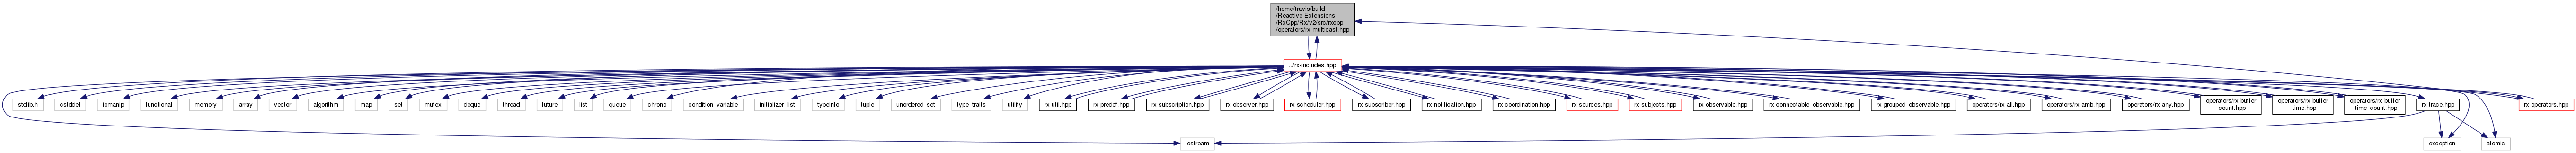 /home/travis/build
/Reactive-Extensions
/RxCpp/Rx/v2/src/rxcpp
/operators/rx-multicast.hpp
../rx-includes.hpp
stdlib.h
cstddef
iomanip
functional
memory
array
vector
algorithm
map
set
mutex
deque
thread
future
list
queue
chrono
condition_variable
initializer_list
typeinfo
tuple
unordered_set
type_traits
utility
rx-util.hpp
rx-predef.hpp
rx-subscription.hpp
rx-observer.hpp
rx-scheduler.hpp
rx-subscriber.hpp
rx-notification.hpp
rx-coordination.hpp
rx-sources.hpp
rx-subjects.hpp
rx-observable.hpp
rx-connectable_observable.hpp
rx-grouped_observable.hpp
operators/rx-all.hpp
operators/rx-amb.hpp
operators/rx-any.hpp
operators/rx-buffer
_count.hpp
operators/rx-buffer
_time.hpp
operators/rx-buffer
_time_count.hpp
rx-trace.hpp
rx-operators.hpp
iostream
exception
atomic